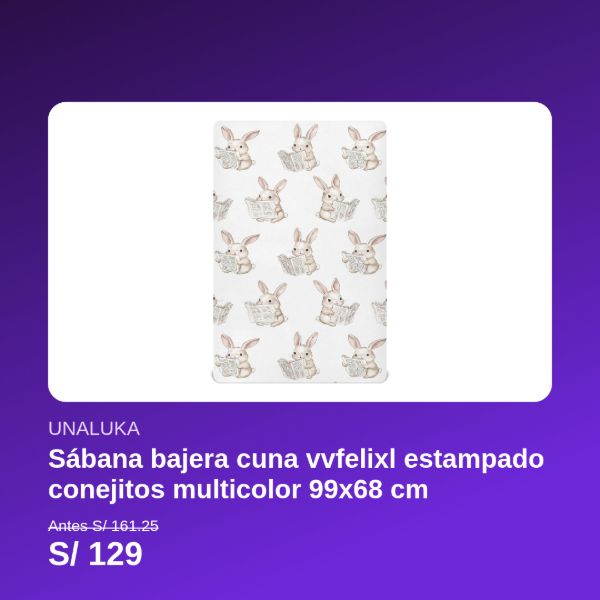 UNALUKA
Sábana bajera cuna vvfelixl estampado
conejitos multicolor 99x68 cm
Antes S/ 161.25
S/ 129